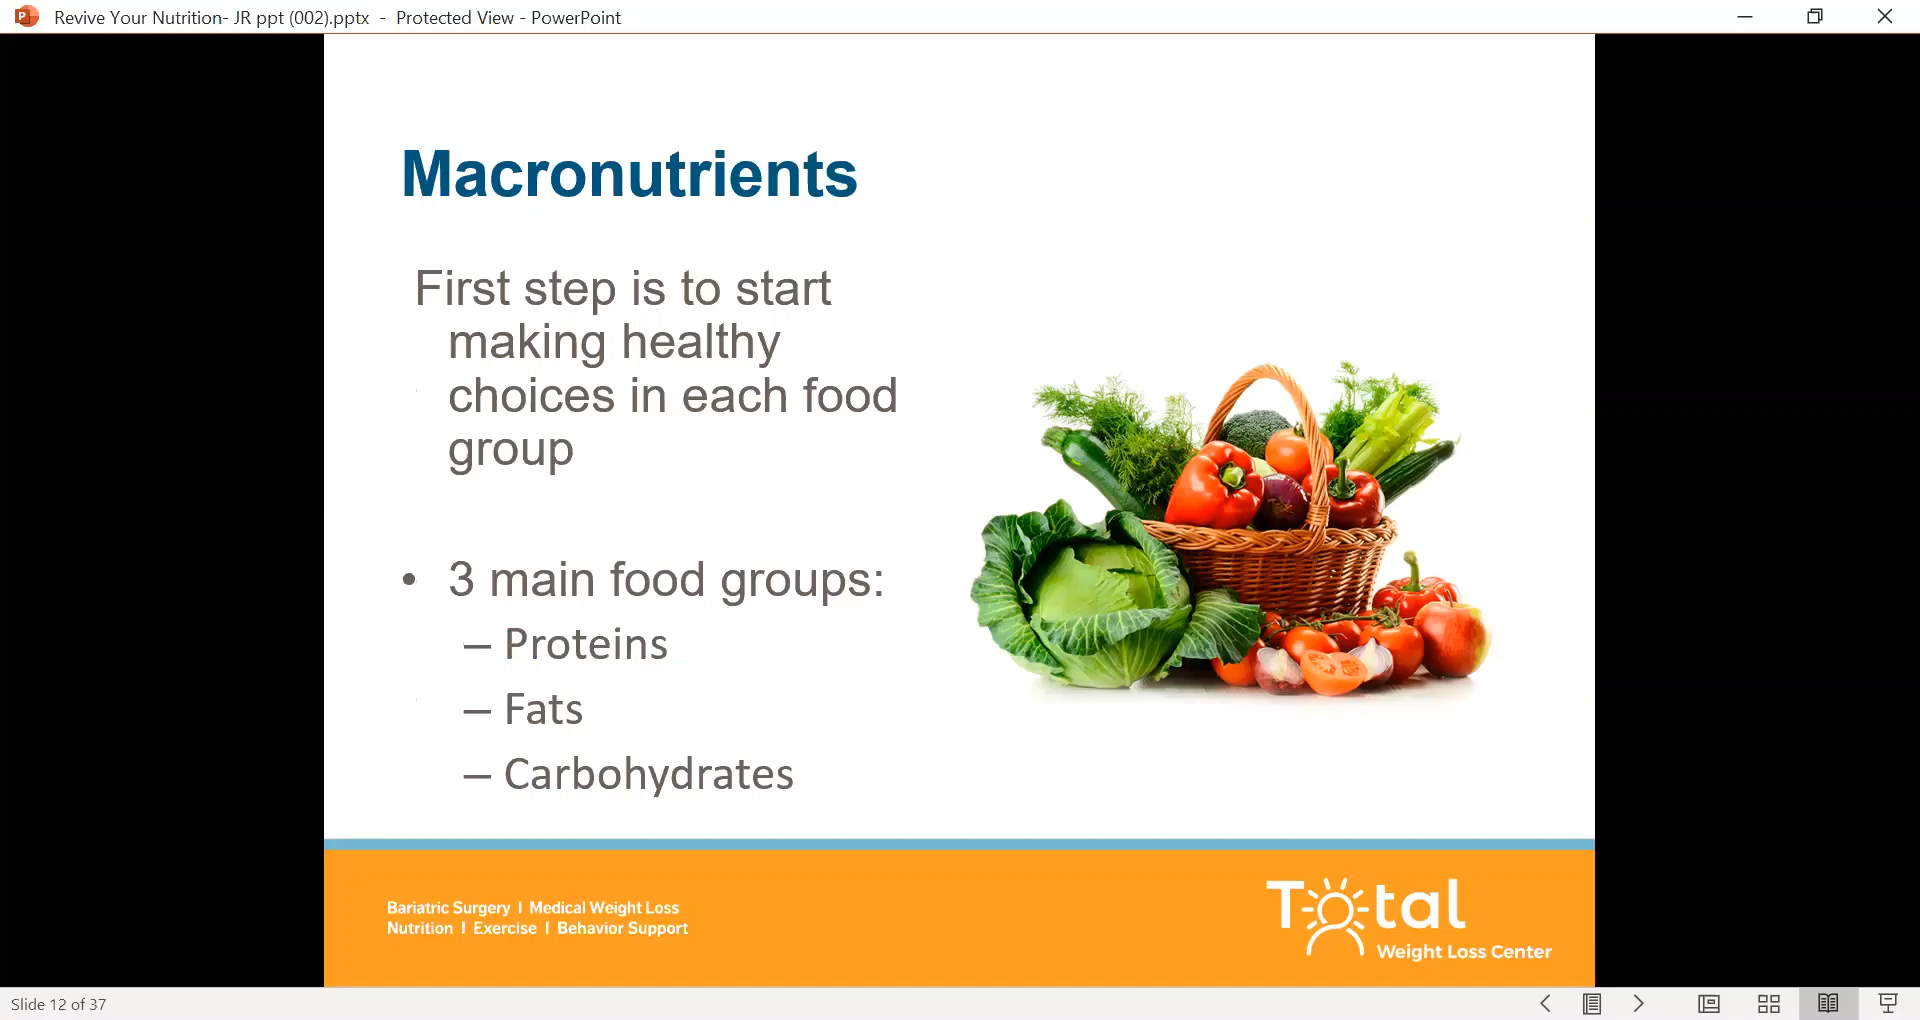 Revive Your Nutrition- JR ppt (002).pptx - Protected View - PowerPoint
Macronutrients
First step is to start
making healthy
choices in each food
group
• 3 main food groups:
– Proteins
– Fats
– Carbohydrates
Bariatric Surgery | Medical Weight Loss
Nutrition | Exercise | Behavior Support
Total
Weight Loss Center
Slide 12 of 37